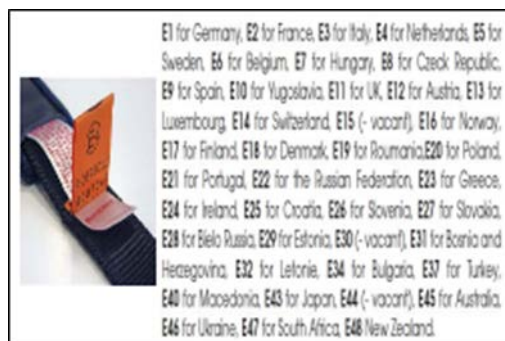 E1 for Germany, E2 for France, E3 for Italy, E4 for Netherlands, E5 for
Sweden, E6 for Belgium, E7 for Hungary, E8 for Czeck Republic,
E9 for Spain, E10 for Yugoslavia, E11 for UK, E12 for Austria, E13 for
Luxembourg, E14 for Switzerland, E15 (- vacant), E16 for Norway,
E17 for Finland, E18 for Denmark, E19 for Roumania,E20 for Poland,
E21 for Portugal, E22 for the Russian Federation, E23 for Greece,
E24 for Ireland, E25 for Croatia, E26 for Slovenia, E27 for Slovakia,
E28 for Bielo Russia, E29 for Estonia, E30 (- vacant), E31 for Bosnia and
Herzegovina, E32 for Letonie, E34 for Bulgaria, E37 for Turkey,
E40 for Macedonia, E43 for Japan, E44 (- vacant), E45 for Australia,
E46 for Ukraine, E47 for South Africa, E48 New Zealand.